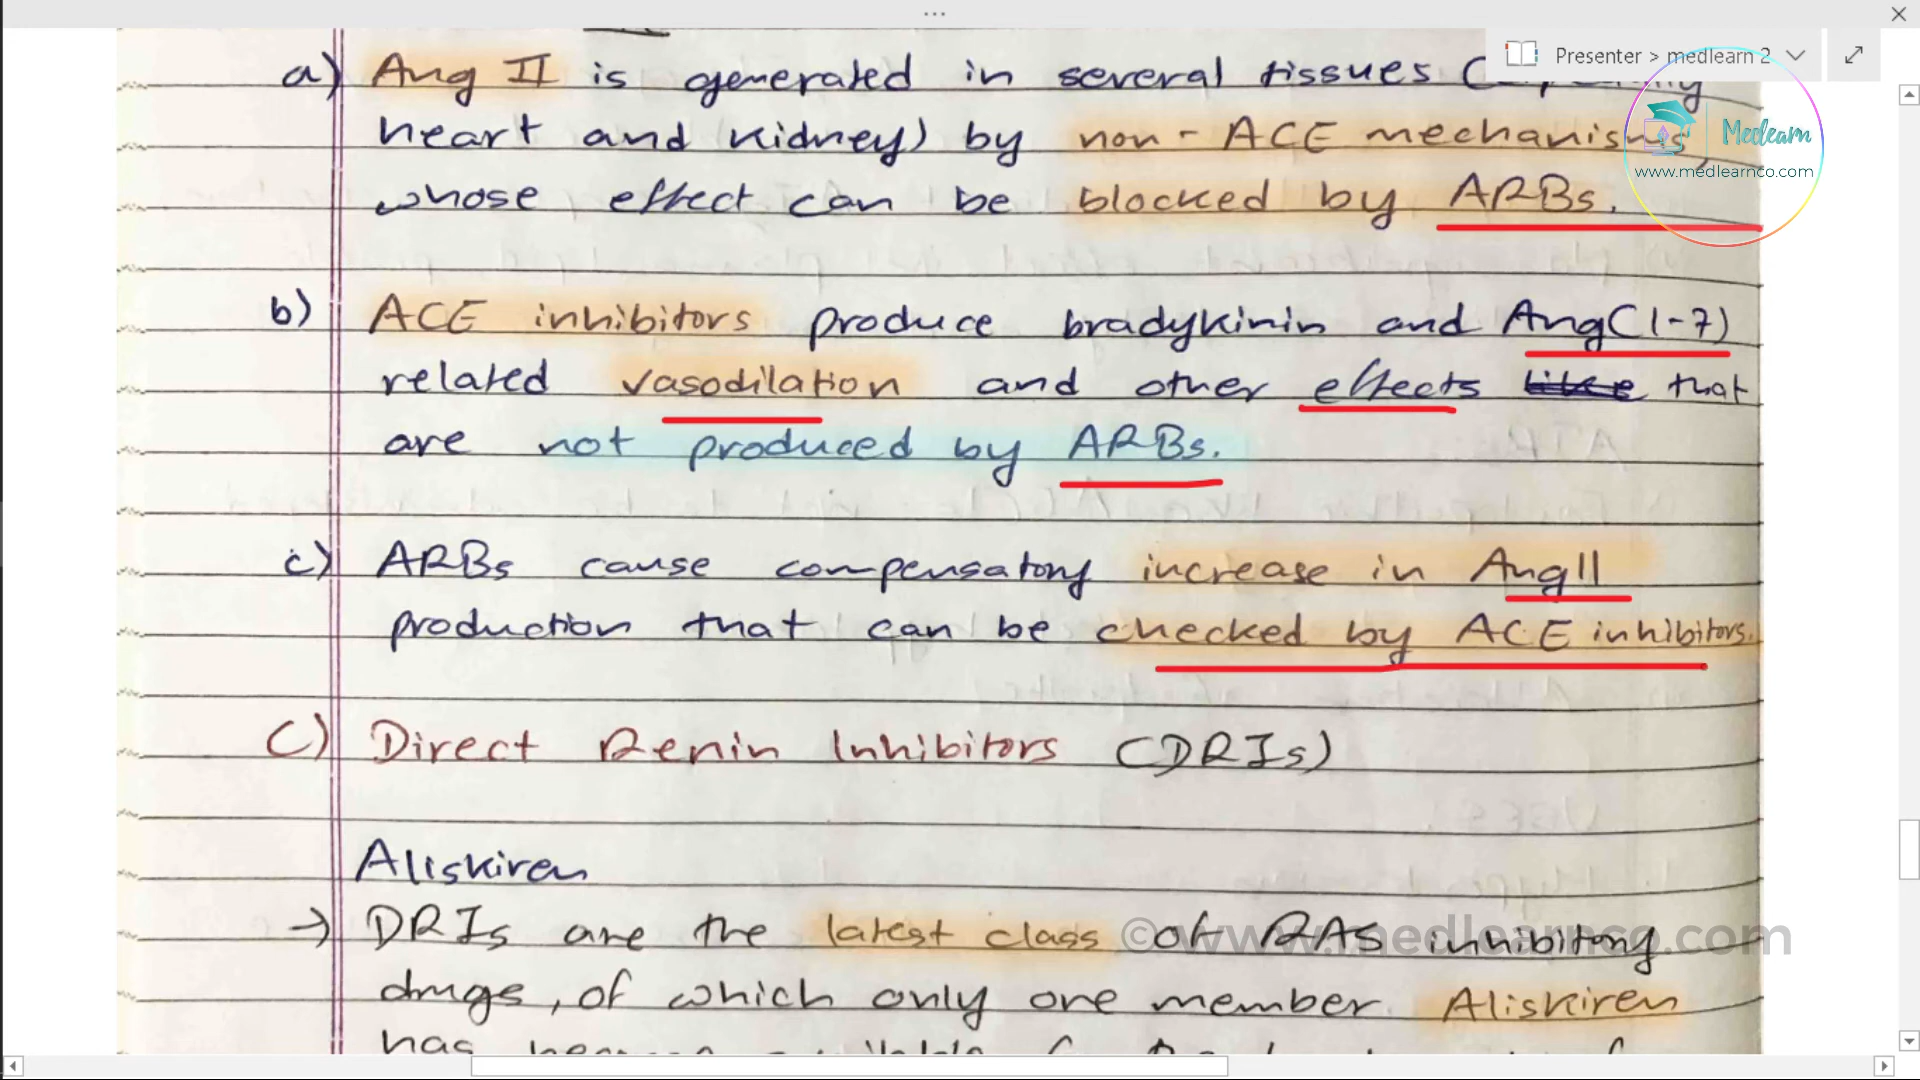 Presenter > medlearn 2
Medlearn
www.medlearnco.com
a) Ang II is generated in several tissues
heart and kidney) by non-ACE mechanisms,
whose effect can be blocked by ARBs.
b) ACE inhibitors produce bradykinin and Ang(1-7)
related vasodilation and other effects like that
are not produced by ARBs.
c) ARBs cause compensatory increase in AngII
production that can be checked by ACE inhibitors.
C) Direct Renin Inhibitors (DRIs)
Aliskiren
→ DRIs are the latest class of RAS inhibitory
© www.medlearnco.com
drugs, of which only one member Aliskiren
has